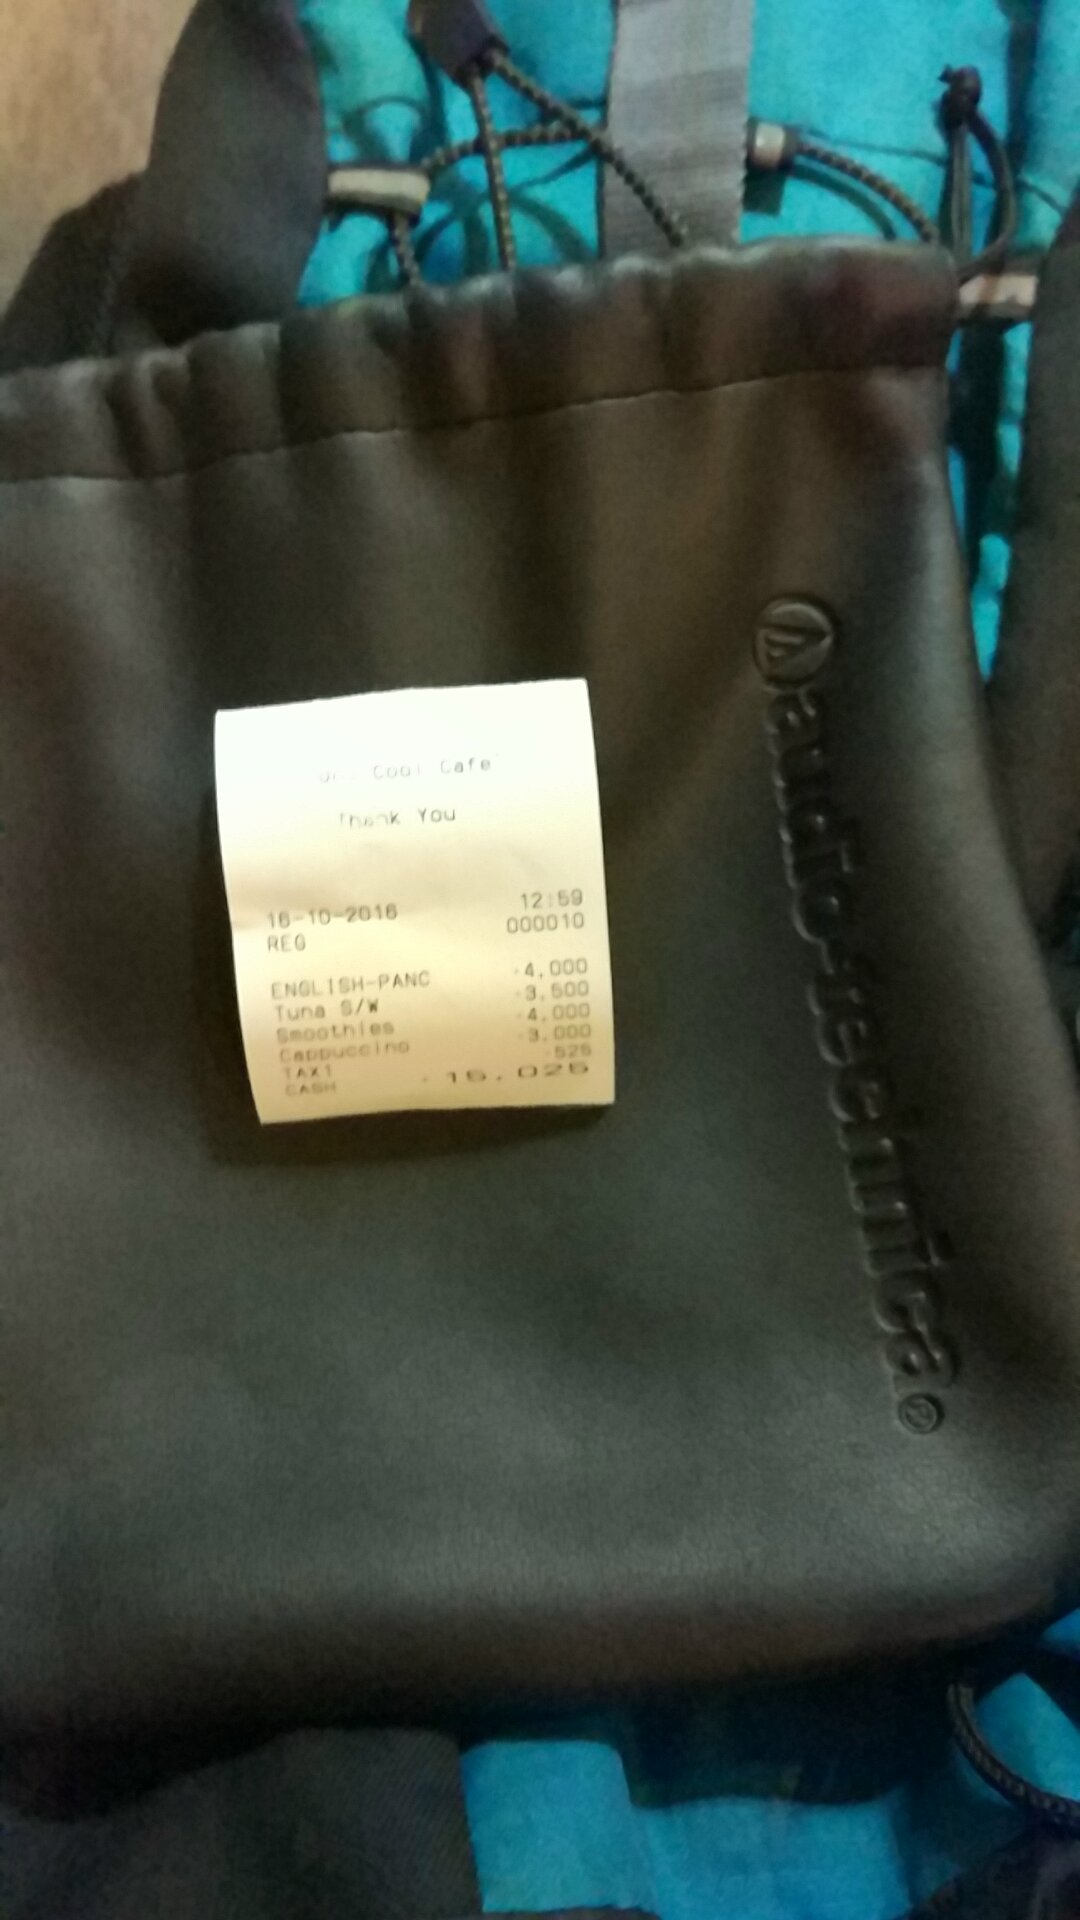 Cool Cafe
Thank You
16-10-2016 12:59
REG 000010
ENGLISH-PANC ·4,000
Tuna S/W ·3,500
Smoothies ·4,000
Cappuccino ·3,000
TAX1 ·525
CASH ·15,025
audio-technica®